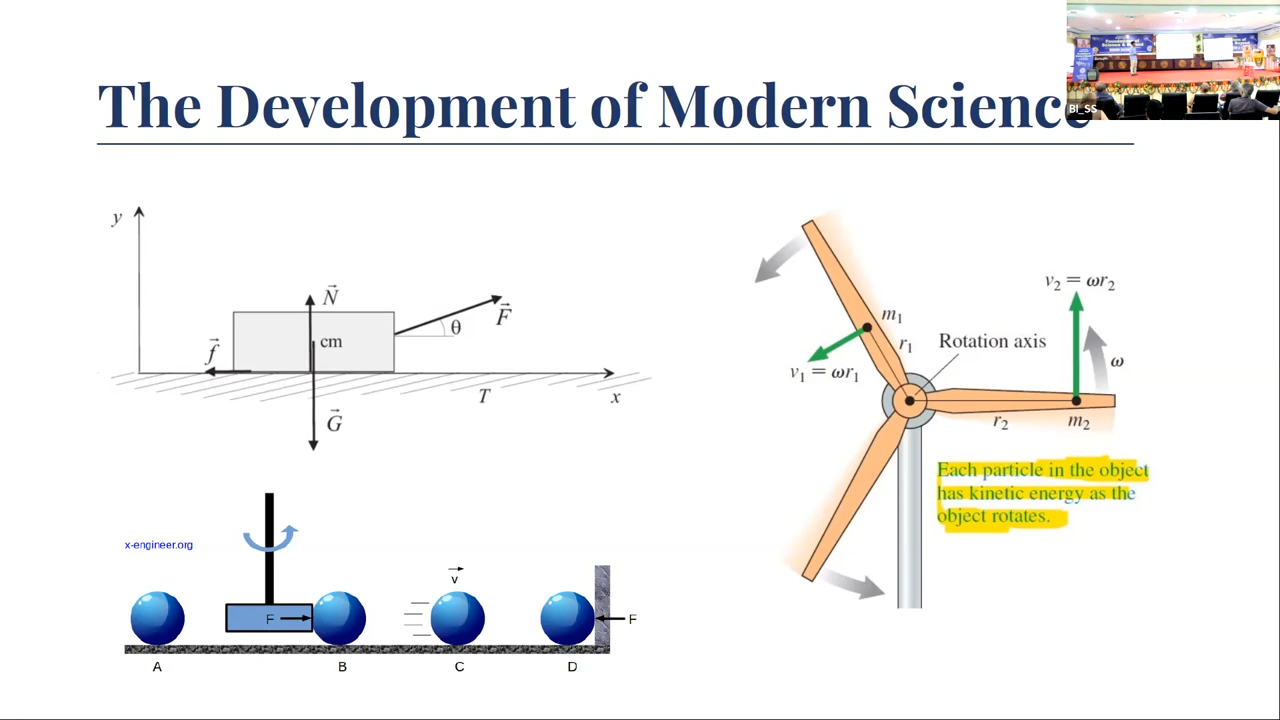 The Development of Modern Science
BI_SS
y
N
F
θ
cm
f
T
x
G
v₂ = ωr₂
m₁
r₁
Rotation axis
ω
v₁ = ωr₁
r₂
m₂
Each particle in the object
has kinetic energy as the
object rotates.
x-engineer.org
v
F
F
A
B
C
D